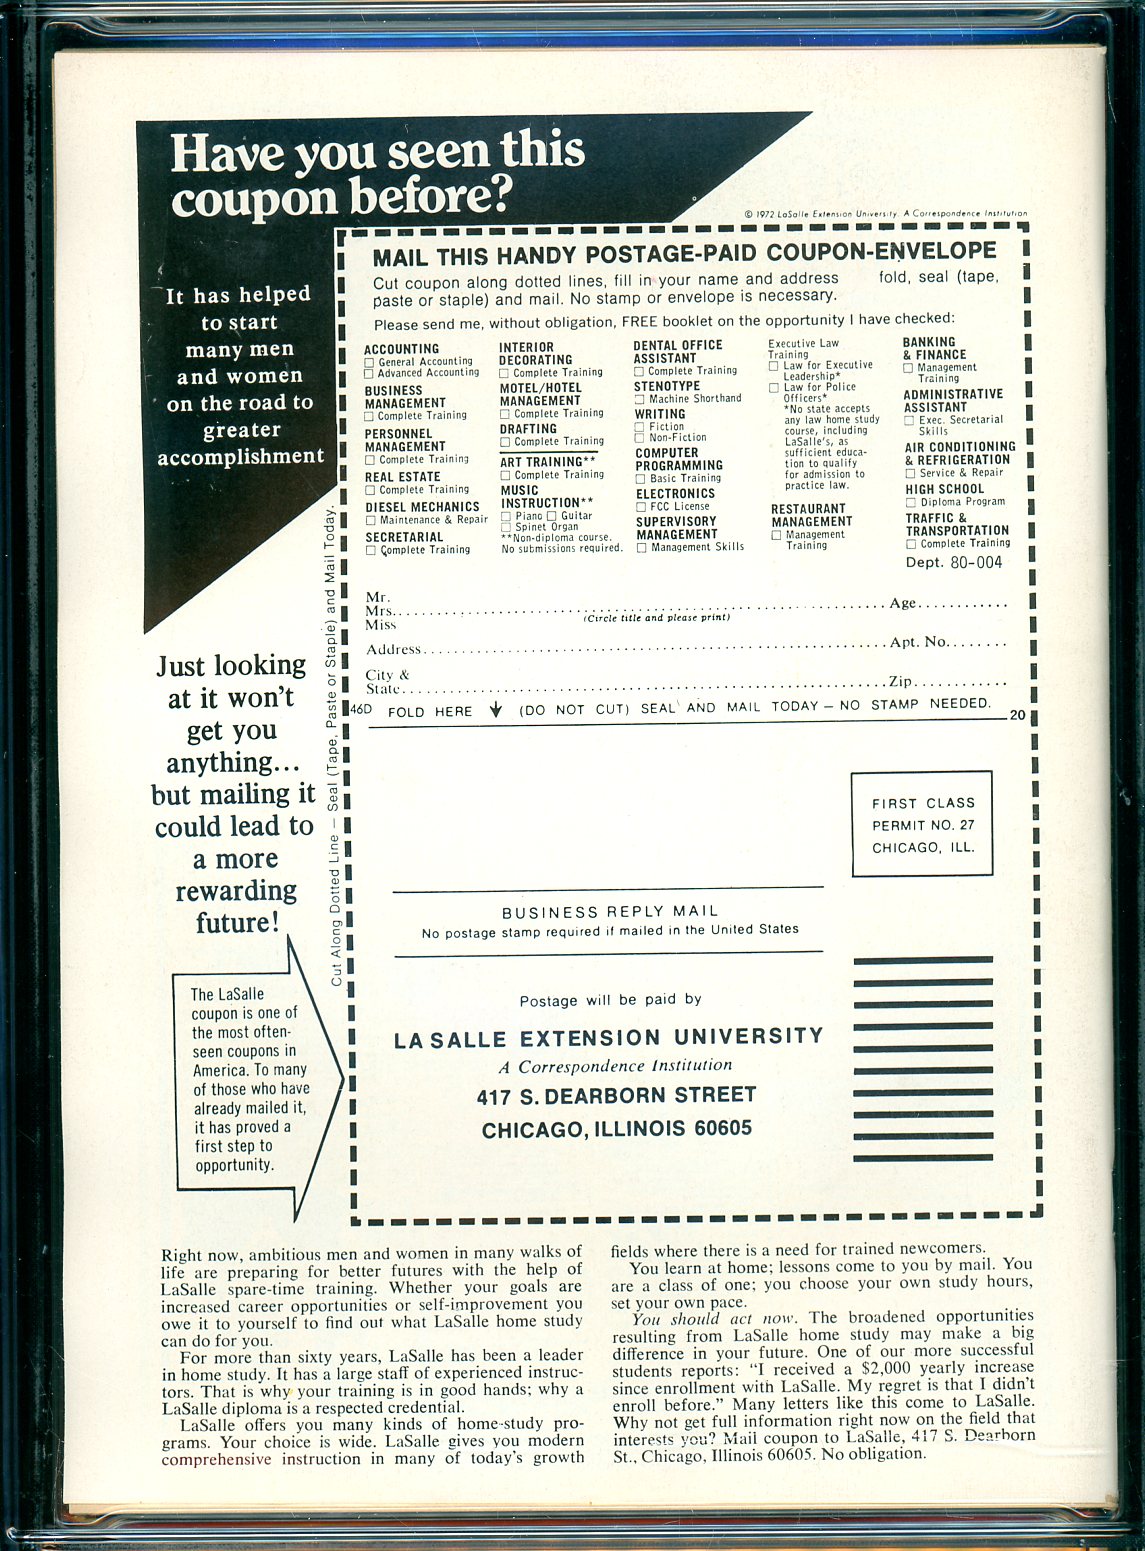 Have you seen this
coupon before?
It has helped
to start
many men
and women
on the road to
greater
accomplishment
Just looking
at it won't
get you
anything...
but mailing it
could lead to
a more
rewarding
future!
The LaSalle
coupon is one of
the most often-
seen coupons in
America. To many
of those who have
already mailed it,
it has proved a
first step to
opportunity.
© 1972 LaSalle Extension University. A Correspondence Institution
MAIL THIS HANDY POSTAGE-PAID COUPON-ENVELOPE
Cut coupon along dotted lines, fill in your name and address fold, seal (tape,
paste or staple) and mail. No stamp or envelope is necessary.
Please send me, without obligation, FREE booklet on the opportunity I have checked:
ACCOUNTING
☐ General Accounting
☐ Advanced Accounting
BUSINESS
MANAGEMENT
☐ Complete Training
PERSONNEL
MANAGEMENT
☐ Complete Training
REAL ESTATE
☐ Complete Training
DIESEL MECHANICS
☐ Maintenance & Repair
SECRETARIAL
☐ Complete Training
INTERIOR
DECORATING
☐ Complete Training
MOTEL/HOTEL
MANAGEMENT
☐ Complete Training
DRAFTING
☐ Complete Training
ART TRAINING**
☐ Complete Training
MUSIC
INSTRUCTION**
☐ Piano ☐ Guitar
☐ Spinet Organ
**Non-diploma course.
No submissions required.
DENTAL OFFICE
ASSISTANT
☐ Complete Training
STENOTYPE
☐ Machine Shorthand
WRITING
☐ Fiction
☐ Non-Fiction
COMPUTER
PROGRAMMING
☐ Basic Training
ELECTRONICS
☐ FCC License
SUPERVISORY
MANAGEMENT
☐ Management Skills
Executive Law
Training
☐ Law for Executive
Leadership*
☐ Law for Police
Officers*
*No state accepts
any law home study
course, including
LaSalle's, as
sufficient educa-
tion to qualify
for admission to
practice law.
RESTAURANT
MANAGEMENT
☐ Management
Training
BANKING
& FINANCE
☐ Management
Training
ADMINISTRATIVE
ASSISTANT
☐ Exec. Secretarial
Skills
AIR CONDITIONING
& REFRIGERATION
☐ Service & Repair
HIGH SCHOOL
☐ Diploma Program
TRAFFIC &
TRANSPORTATION
☐ Complete Training
Dept. 80-004
Mr.
Mrs. Age
Miss (Circle title and please print)
Address Apt. No.
City &
State Zip
46D FOLD HERE ↓ (DO NOT CUT) SEAL AND MAIL TODAY – NO STAMP NEEDED.
20
Cut Along Dotted Line – Seal (Tape, Paste or Staple) and Mail Today.
FIRST CLASS
PERMIT NO. 27
CHICAGO, ILL.
BUSINESS REPLY MAIL
No postage stamp required if mailed in the United States
Postage will be paid by
LA SALLE EXTENSION UNIVERSITY
A Correspondence Institution
417 S. DEARBORN STREET
CHICAGO, ILLINOIS 60605
Right now, ambitious men and women in many walks of
life are preparing for better futures with the help of
LaSalle spare-time training. Whether your goals are
increased career opportunities or self-improvement you
owe it to yourself to find out what LaSalle home study
can do for you.
For more than sixty years, LaSalle has been a leader
in home study. It has a large staff of experienced instruc-
tors. That is why your training is in good hands; why a
LaSalle diploma is a respected credential.
LaSalle offers you many kinds of home-study pro-
grams. Your choice is wide. LaSalle gives you modern
comprehensive instruction in many of today's growth
fields where there is a need for trained newcomers.
You learn at home; lessons come to you by mail. You
are a class of one; you choose your own study hours,
set your own pace.
You should act now. The broadened opportunities
resulting from LaSalle home study may make a big
difference in your future. One of our more successful
students reports: "I received a $2,000 yearly increase
since enrollment with LaSalle. My regret is that I didn't
enroll before." Many letters like this come to LaSalle.
Why not get full information right now on the field that
interests you? Mail coupon to LaSalle, 417 S. Dearborn
St., Chicago, Illinois 60605. No obligation.